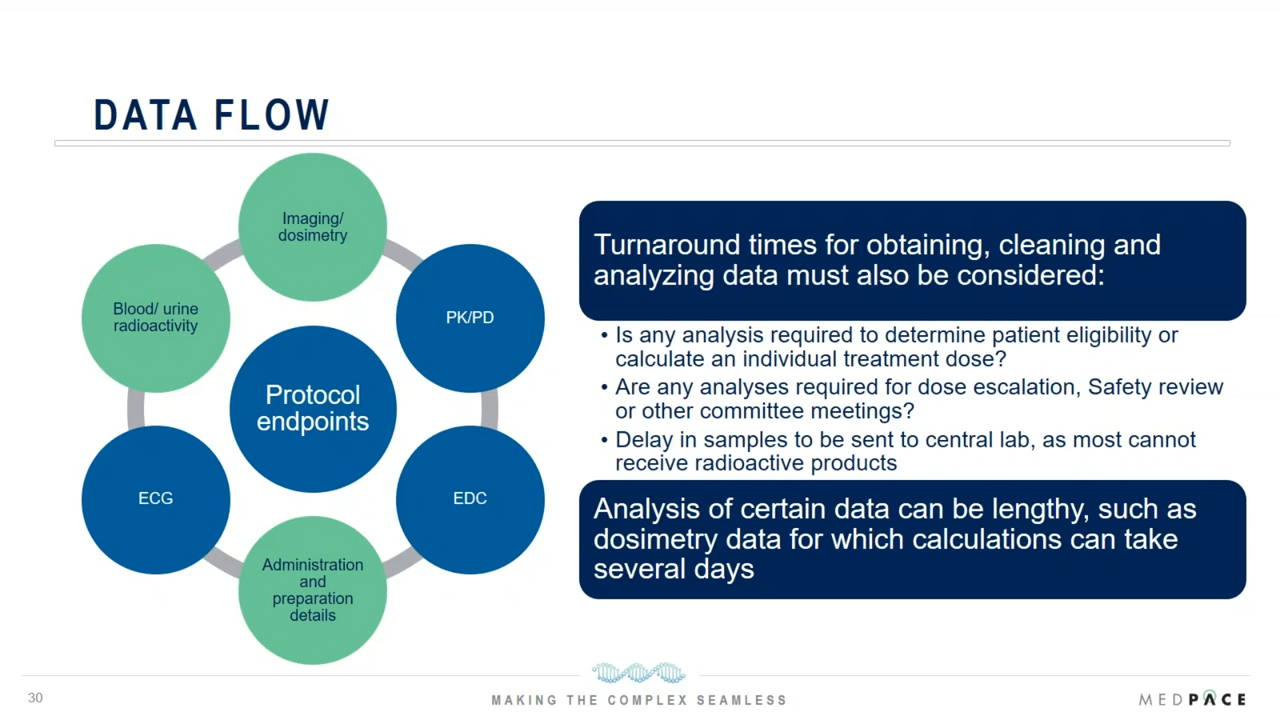 DATA FLOW
Imaging/
dosimetry
PK/PD
EDC
Administration
and
preparation
details
ECG
Blood/ urine
radioactivity
Protocol
endpoints
Turnaround times for obtaining, cleaning and
analyzing data must also be considered:
• Is any analysis required to determine patient eligibility or
calculate an individual treatment dose?
• Are any analyses required for dose escalation, Safety review
or other committee meetings?
• Delay in samples to be sent to central lab, as most cannot
receive radioactive products
Analysis of certain data can be lengthy, such as
dosimetry data for which calculations can take
several days
30
MAKING THE COMPLEX SEAMLESS
MEDPACE